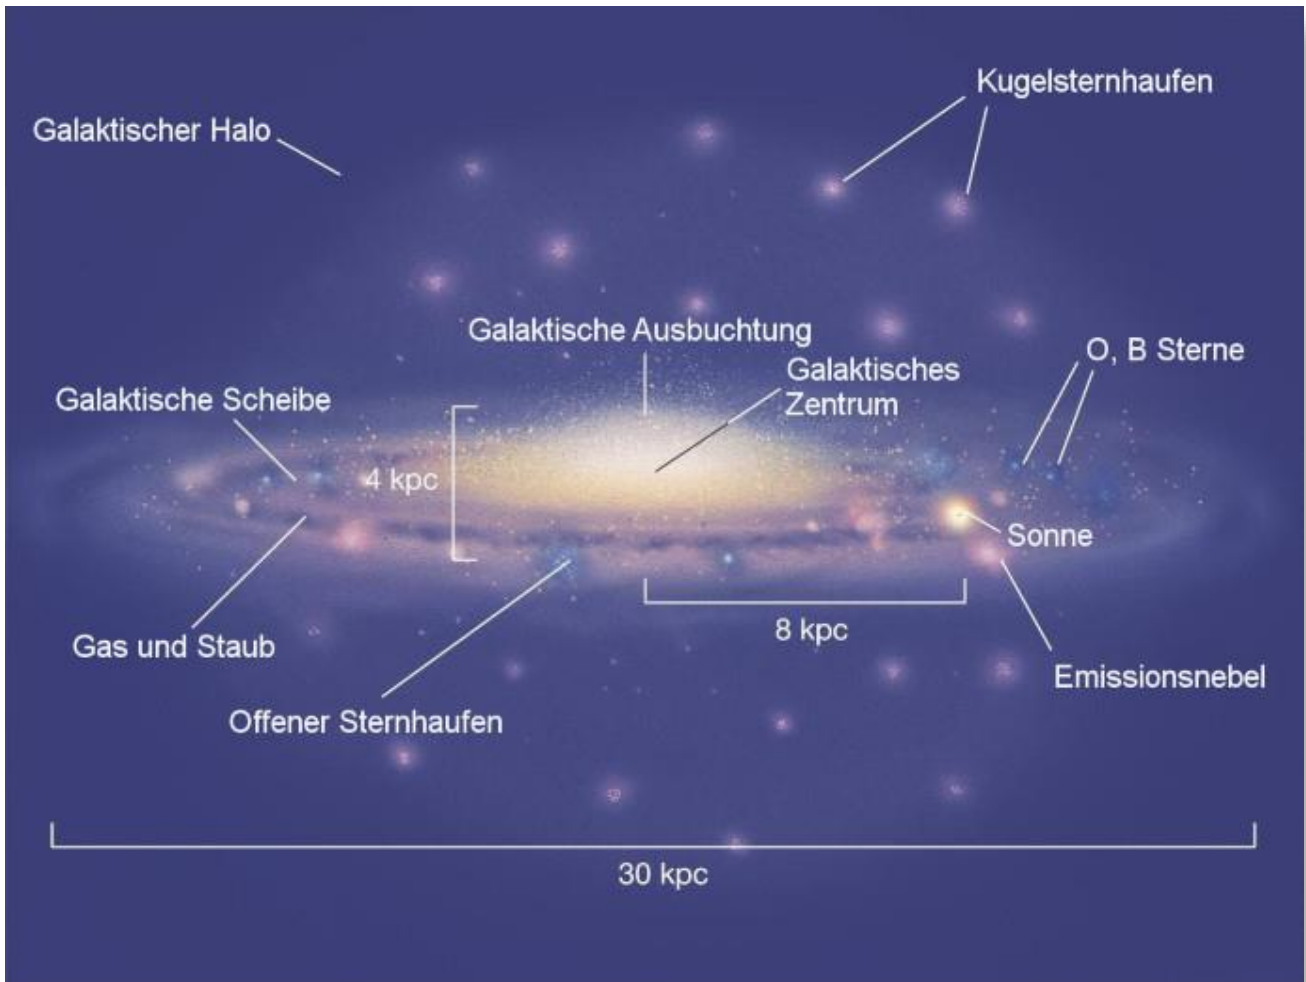 Kugelsternhaufen
Galaktischer Halo
Galaktische Ausbuchtung
O, B Sterne
Galaktisches
Zentrum
Galaktische Scheibe
4 kpc
Sonne
8 kpc
Gas und Staub
Emissionsnebel
Offener Sternhaufen
30 kpc